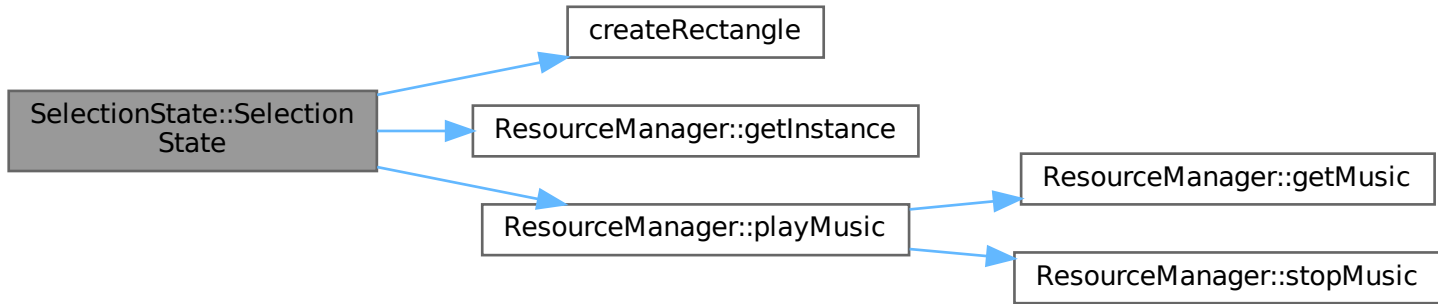 createRectangle
SelectionState::Selection
State
ResourceManager::getInstance
ResourceManager::playMusic
ResourceManager::getMusic
ResourceManager::stopMusic